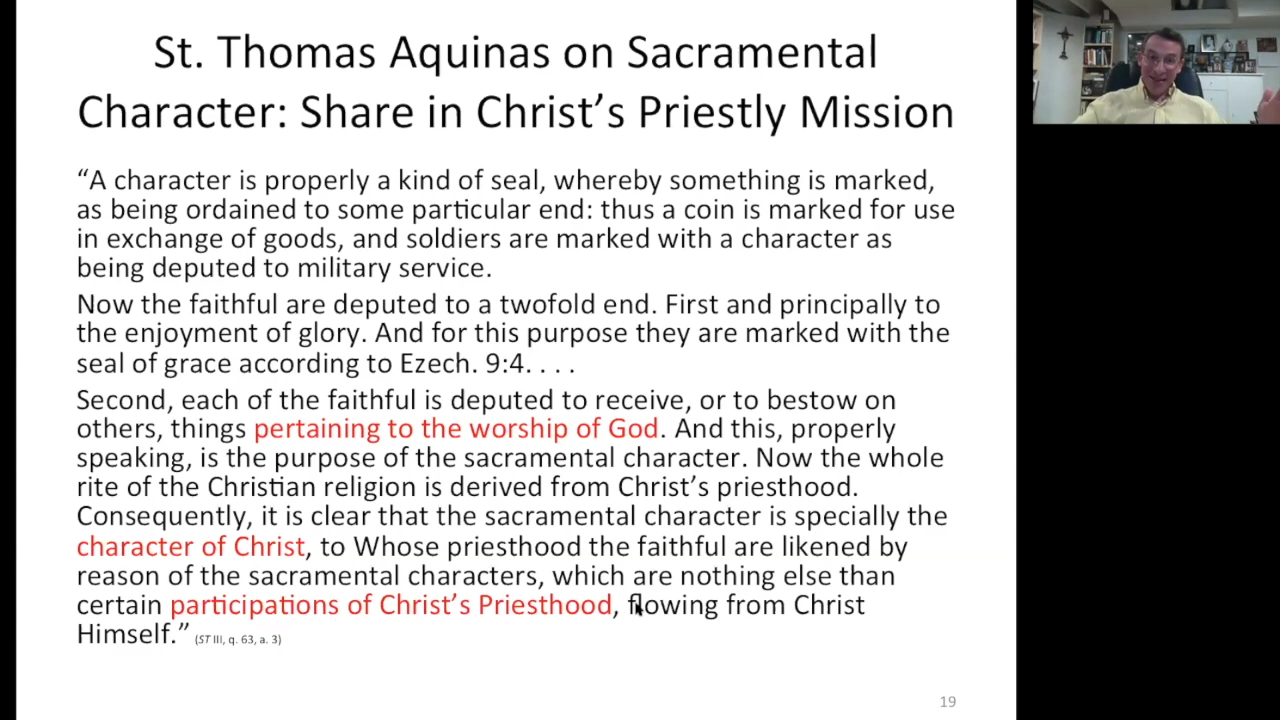 St. Thomas Aquinas on Sacramental
Character: Share in Christ’s Priestly Mission
“A character is properly a kind of seal, whereby something is marked,
as being ordained to some particular end: thus a coin is marked for use
in exchange of goods, and soldiers are marked with a character as
being deputed to military service.
Now the faithful are deputed to a twofold end. First and principally to
the enjoyment of glory. And for this purpose they are marked with the
seal of grace according to Ezech. 9:4. . . .
Second, each of the faithful is deputed to receive, or to bestow on
others, things pertaining to the worship of God. And this, properly
speaking, is the purpose of the sacramental character. Now the whole
rite of the Christian religion is derived from Christ’s priesthood.
Consequently, it is clear that the sacramental character is specially the
character of Christ, to Whose priesthood the faithful are likened by
reason of the sacramental characters, which are nothing else than
certain participations of Christ’s Priesthood, flowing from Christ
Himself.” (ST III, q. 63, a. 3)
19